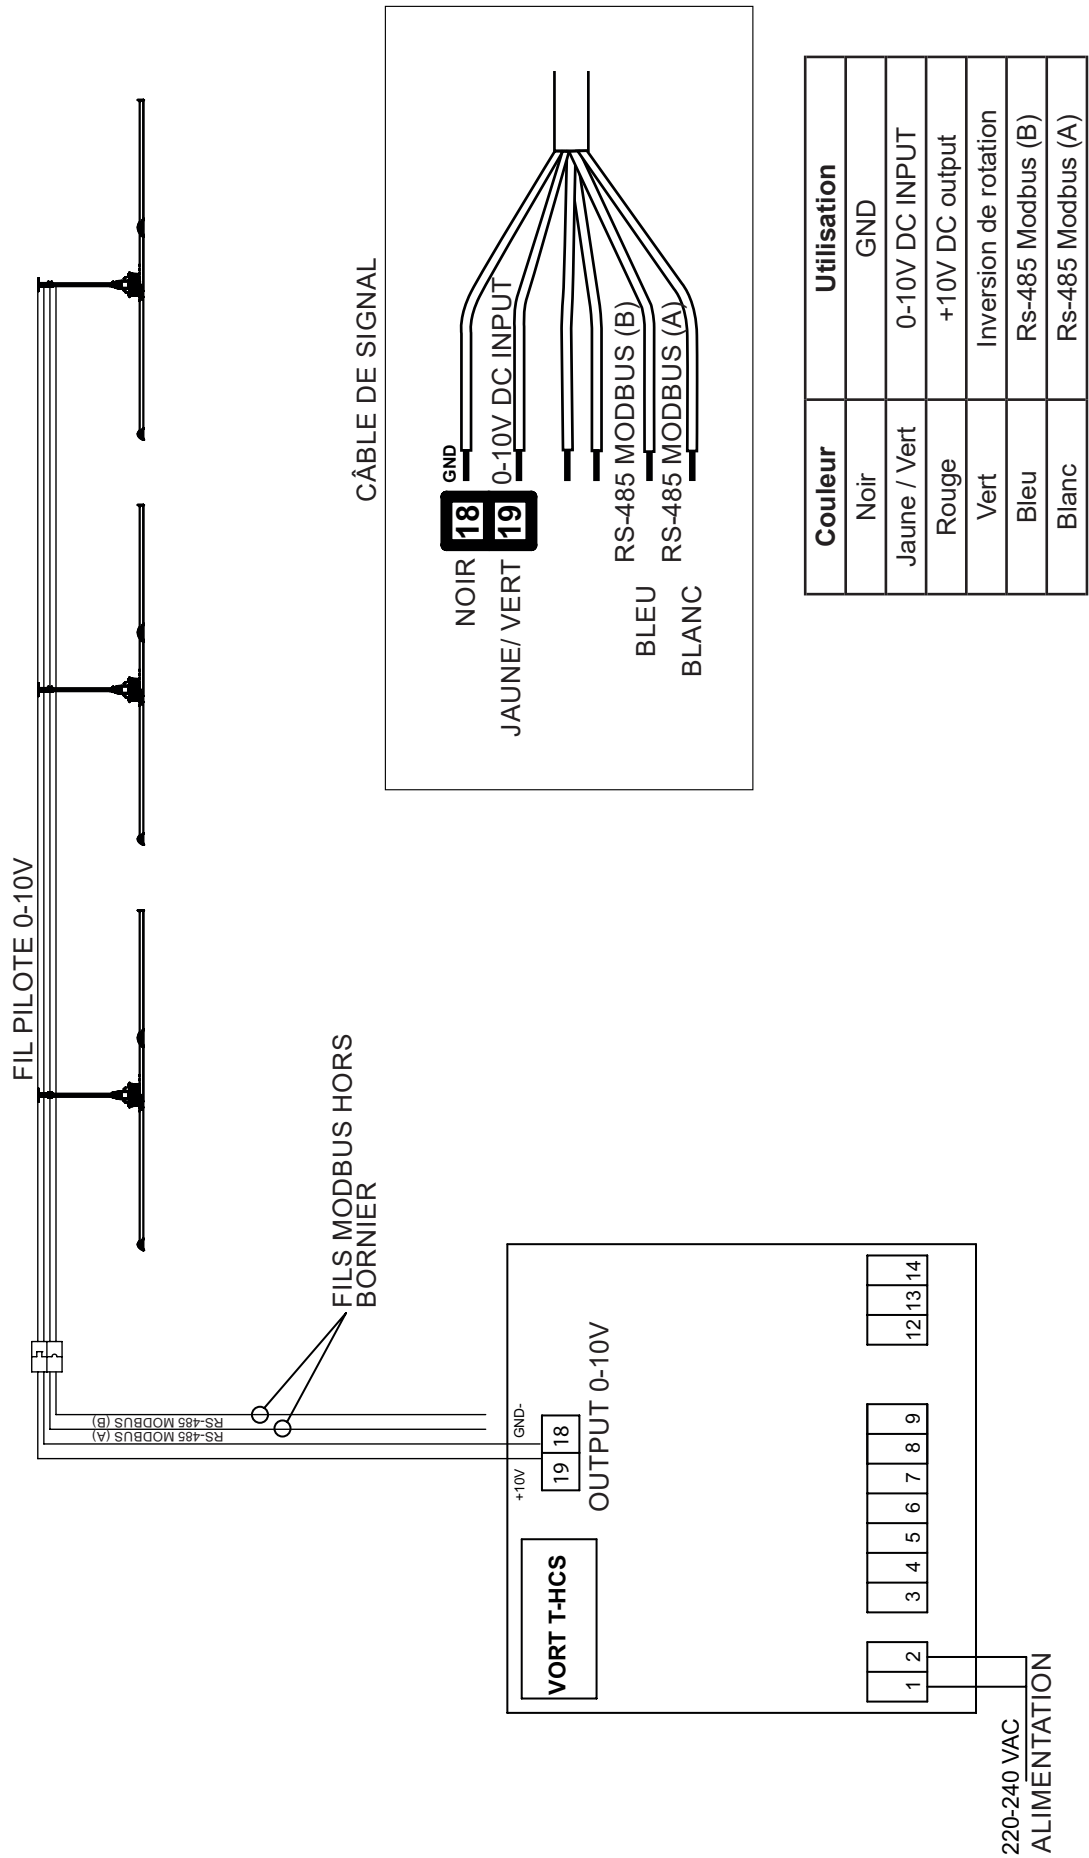 FIL PILOTE 0-10V
RS-485 MODBUS (B)
RS-485 MODBUS (A)
FILS MODBUS HORS
BORNIER
+10V GND-
19 18
OUTPUT 0-10V
VORT T-HCS
1 2 3 4 5 6 7 8 9 12 13 14
220-240 VAC
ALIMENTATION
CÂBLE DE SIGNAL
NOIR 18 GND
JAUNE/ VERT 19 0-10V DC INPUT
BLEU RS-485 MODBUS (B)
BLANC RS-485 MODBUS (A)
Couleur Utilisation
Noir GND
Jaune / Vert 0-10V DC INPUT
Rouge +10V DC output
Vert Inversion de rotation
Bleu Rs-485 Modbus (B)
Blanc Rs-485 Modbus (A)